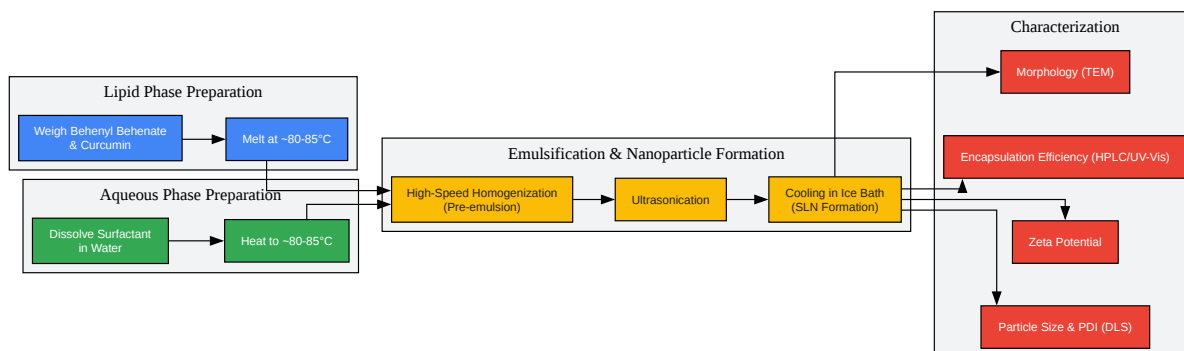 Lipid Phase Preparation
Weigh Behenyl Behenate
& Curcumin
Melt at ~80-85°C
Aqueous Phase Preparation
Dissolve Surfactant
in Water
Heat to ~80-85°C
Emulsification & Nanoparticle Formation
High-Speed Homogenization
(Pre-emulsion)
Ultrasonication
Cooling in Ice Bath
(SLN Formation)
Characterization
Morphology (TEM)
Encapsulation Efficiency (HPLC/UV-Vis)
Zeta Potential
Particle Size & PDI (DLS)